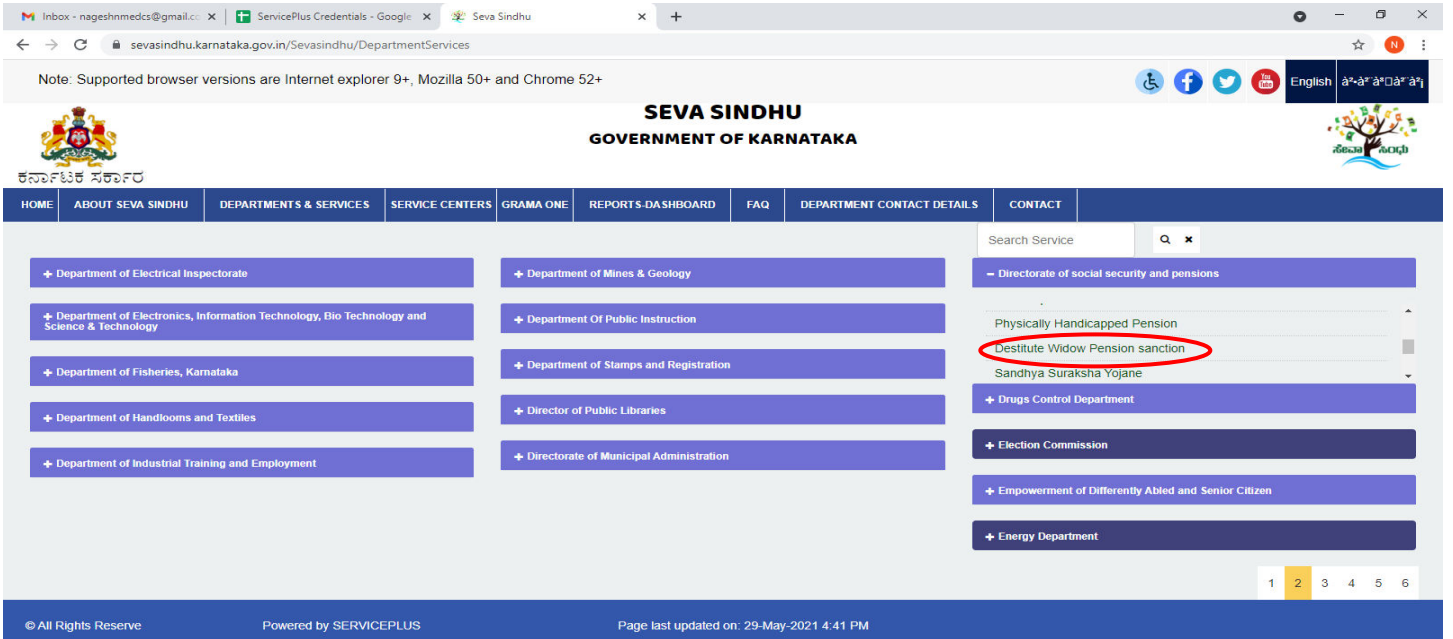 Inbox - nageshnmedcs@gmail.co
ServicePlus Credentials - Google
Seva Sindhu
sevasindhu.karnataka.gov.in/Sevasindhu/DepartmentServices
N
Note: Supported browser versions are Internet explorer 9+, Mozilla 50+ and Chrome 52+
You Tube
English
ಕರ್ನಾಟಕ ಸರ್ಕಾರ
SEVA SINDHU
GOVERNMENT OF KARNATAKA
ಸೇವಾ ಸಿಂಧು
HOME ABOUT SEVA SINDHU DEPARTMENTS & SERVICES SERVICE CENTERS GRAMA ONE REPORTS-DASHBOARD FAQ DEPARTMENT CONTACT DETAILS CONTACT
Search Service
+ Department of Electrical Inspectorate
+ Department of Electronics, Information Technology, Bio Technology and
Science & Technology
+ Department of Fisheries, Karnataka
+ Department of Handlooms and Textiles
+ Department of Industrial Training and Employment
+ Department of Mines & Geology
+ Department Of Public Instruction
+ Department of Stamps and Registration
+ Director of Public Libraries
+ Directorate of Municipal Administration
− Directorate of social security and pensions
Physically Handicapped Pension
Destitute Widow Pension sanction
Sandhya Suraksha Yojane
+ Drugs Control Department
+ Election Commission
+ Empowerment of Differently Abled and Senior Citizen
+ Energy Department
1 2 3 4 5 6
© All Rights Reserve Powered by SERVICEPLUS Page last updated on: 29-May-2021 4:41 PM